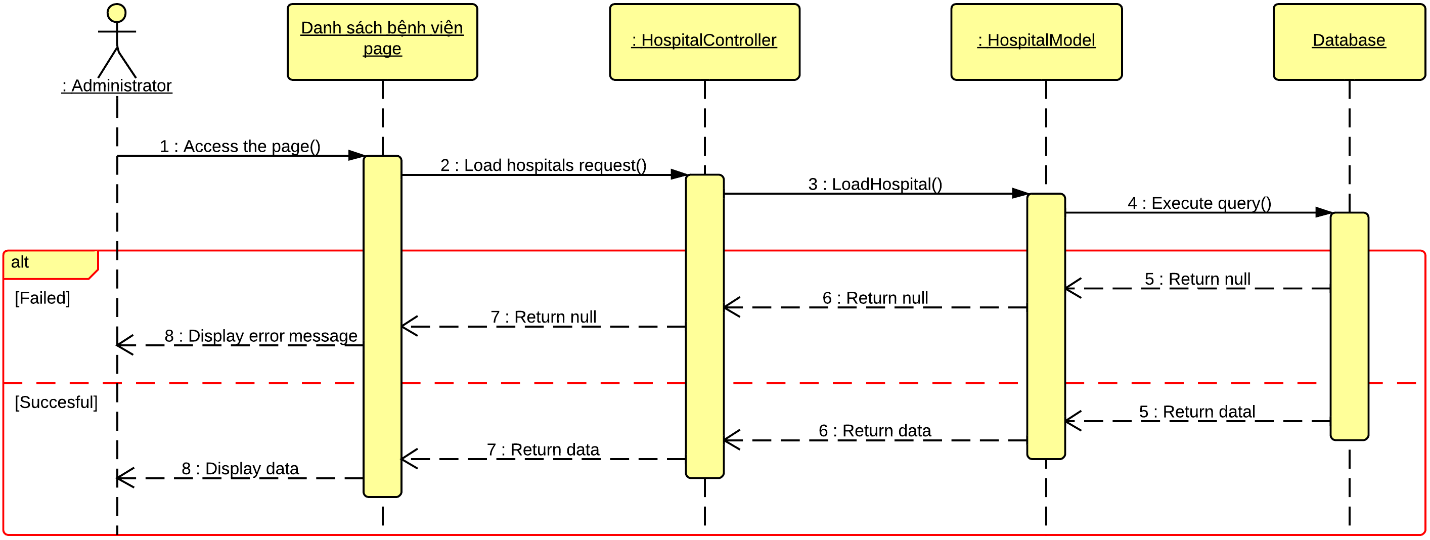 Danh sách bệnh viện
page
: HospitalController
: HospitalModel
Database
: Administrator
1 : Access the page()
2 : Load hospitals request()
3 : LoadHospital()
4 : Execute query()
alt
[Failed]
5 : Return null
6 : Return null
7 : Return null
8 : Display error message
[Succesful]
5 : Return datal
6 : Return data
7 : Return data
8 : Display data